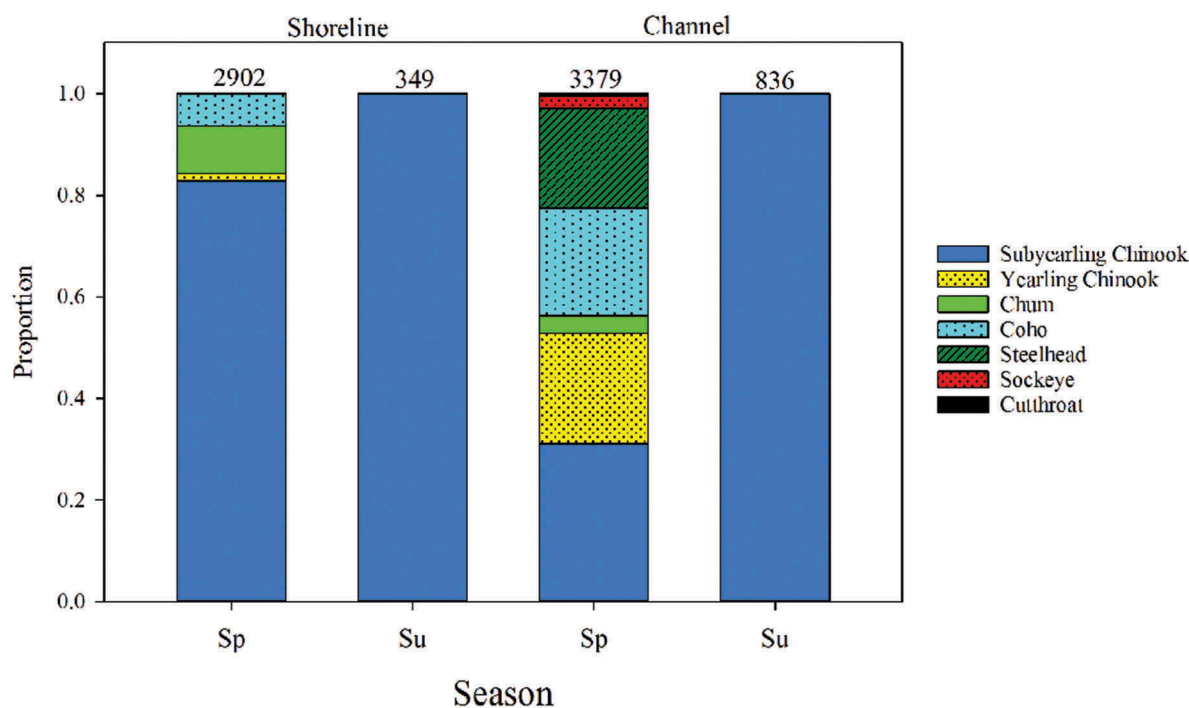 Shoreline Channel
2902 349 3379 836
1.0
0.8
0.6
0.4
0.2
0.0
Proportion
Sp Su Sp Su
Season
Subyearling Chinook
Yearling Chinook
Chum
Coho
Steelhead
Sockeye
Cutthroat